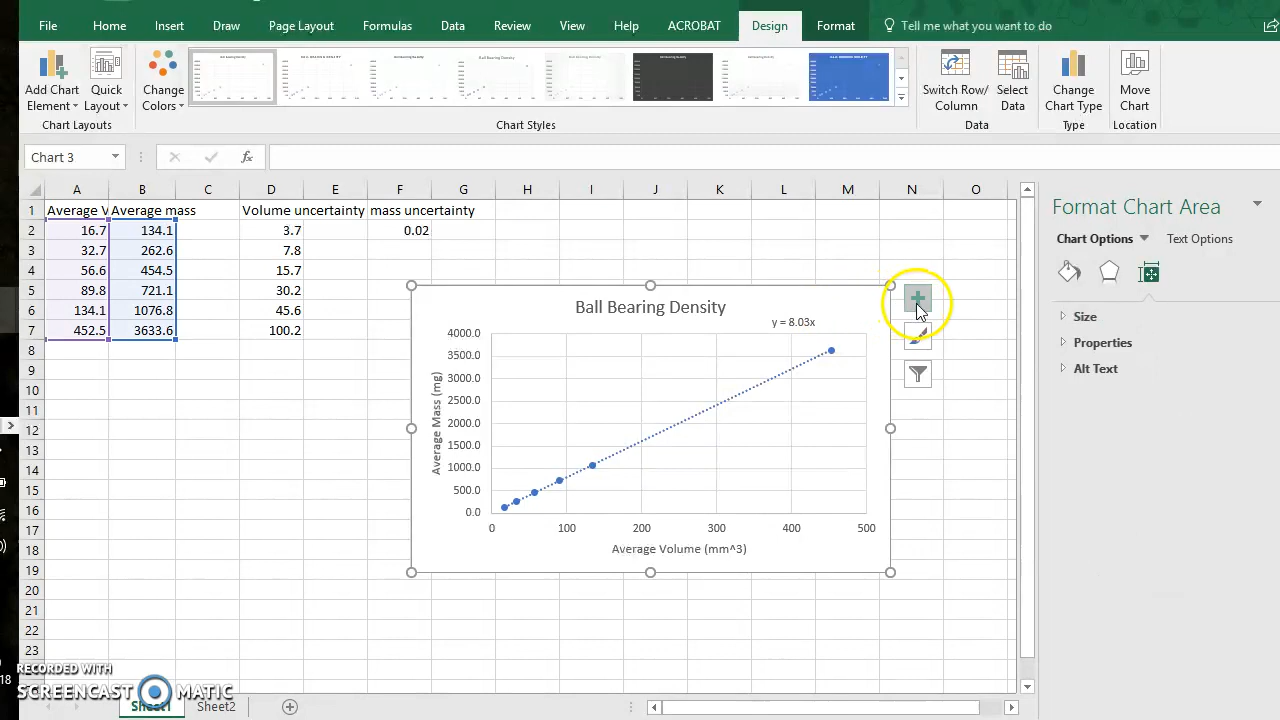 File Home Insert Draw Page Layout Formulas Data Review View Help ACROBAT Design Format Tell me what you want to do
Add Chart Element
Quick
Change
Switch Row/ Column
Select Data
Change Chart Type
Move Chart
Chart Layouts Chart Styles Data Type Location
Chart 3 fx
A B C D E F G H I J K L M N O
1 Average V Average mass Volume uncertainty mass uncertainty
2 16.7 134.1 3.7 0.02
3 32.7 262.6 7.8
4 56.6 454.5 15.7
5 89.8 721.1 30.2
6 134.1 1076.8 45.6
7 452.5 3633.6 100.2
8
9
10
11
12
13
14
15
16
17
18
19
20
21
22
23
Ball Bearing Density
y = 8.03x
4000.0
3500.0
3000.0
2500.0
2000.0
1500.0
1000.0
500.0
0.0
Average Mass (mg)
0 100 200 300 400 500
Average Volume (mm^3)
Format Chart Area
Chart Options Text Options
Size
Properties
Alt Text
RECORDED WITH
SCREENCAST MATIC
18
Sheet1 Sheet2